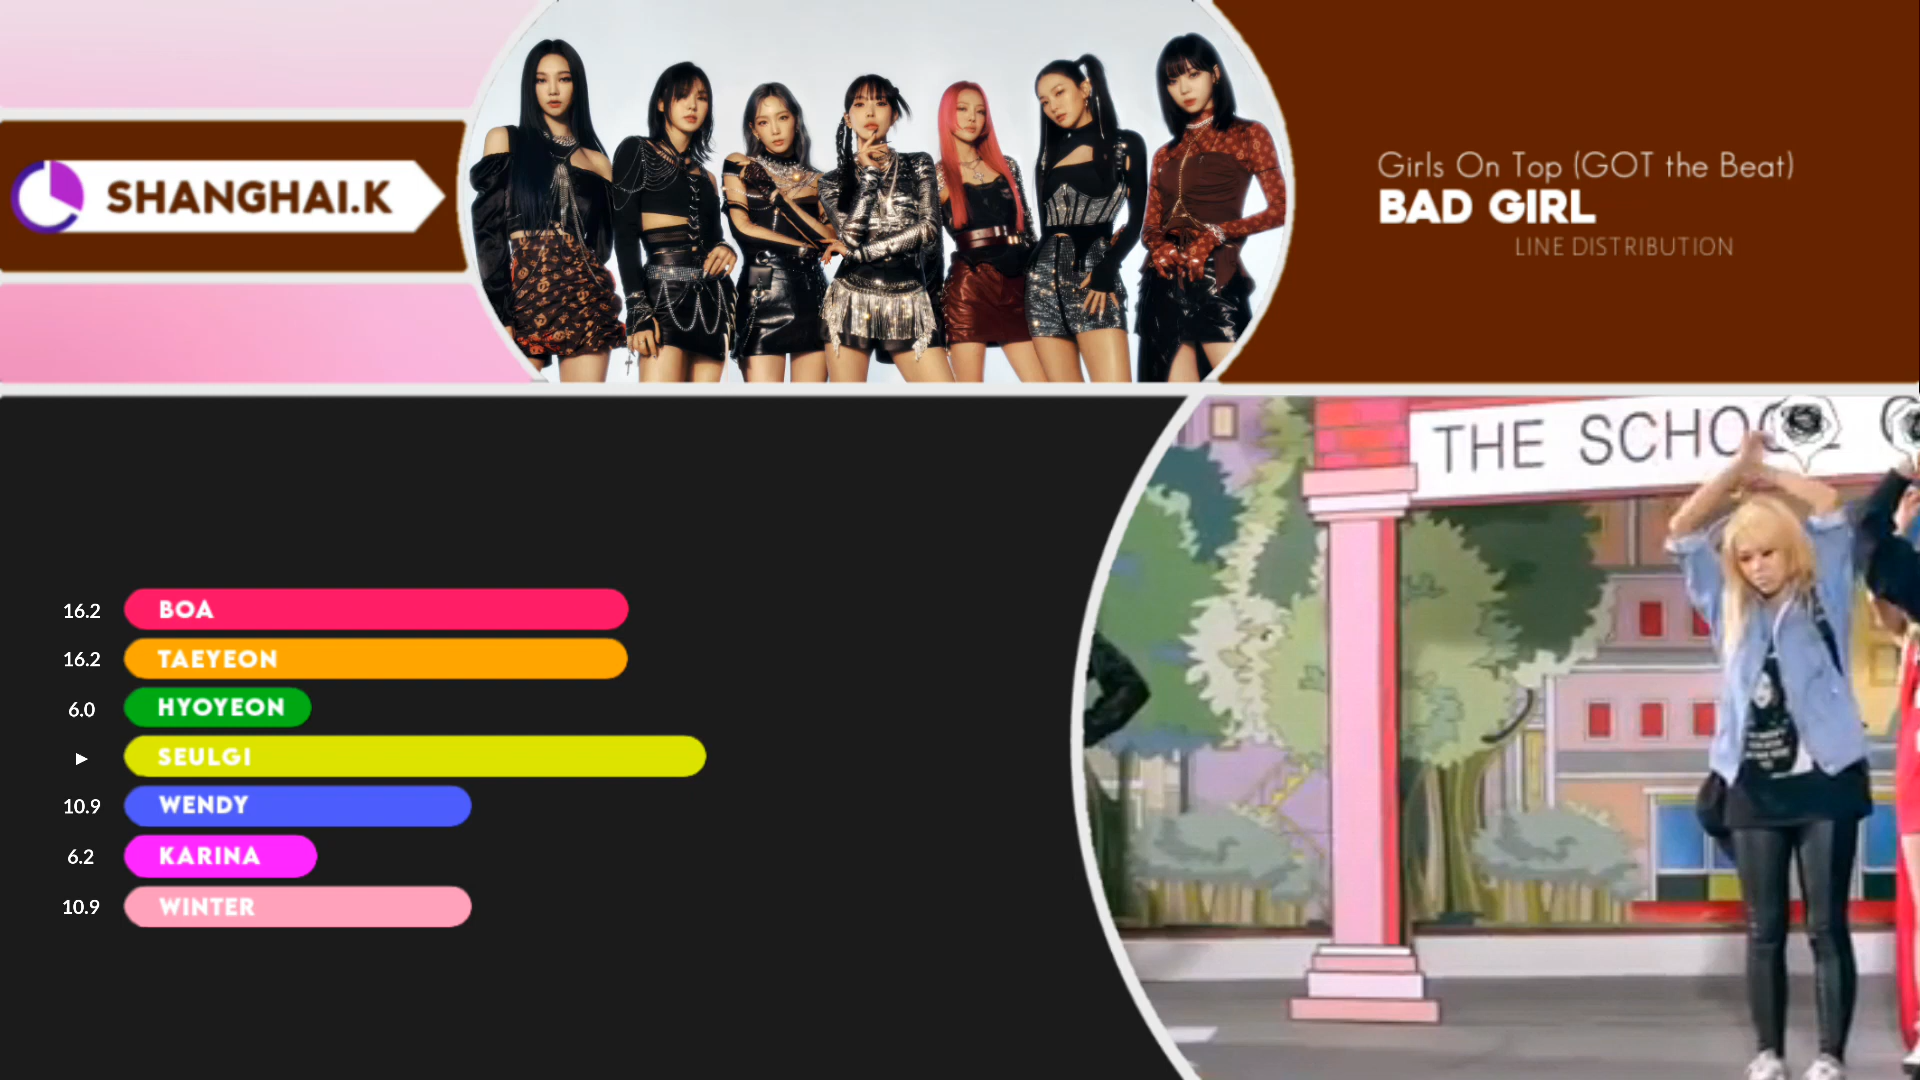 SHANGHAI.K
Girls On Top (GOT the Beat)
BAD GIRL
LINE DISTRIBUTION
THE SCHOOL
16.2 BOA
16.2 TAEYEON
6.0 HYOYEON
▶ SEULGI
10.9 WENDY
6.2 KARINA
10.9 WINTER